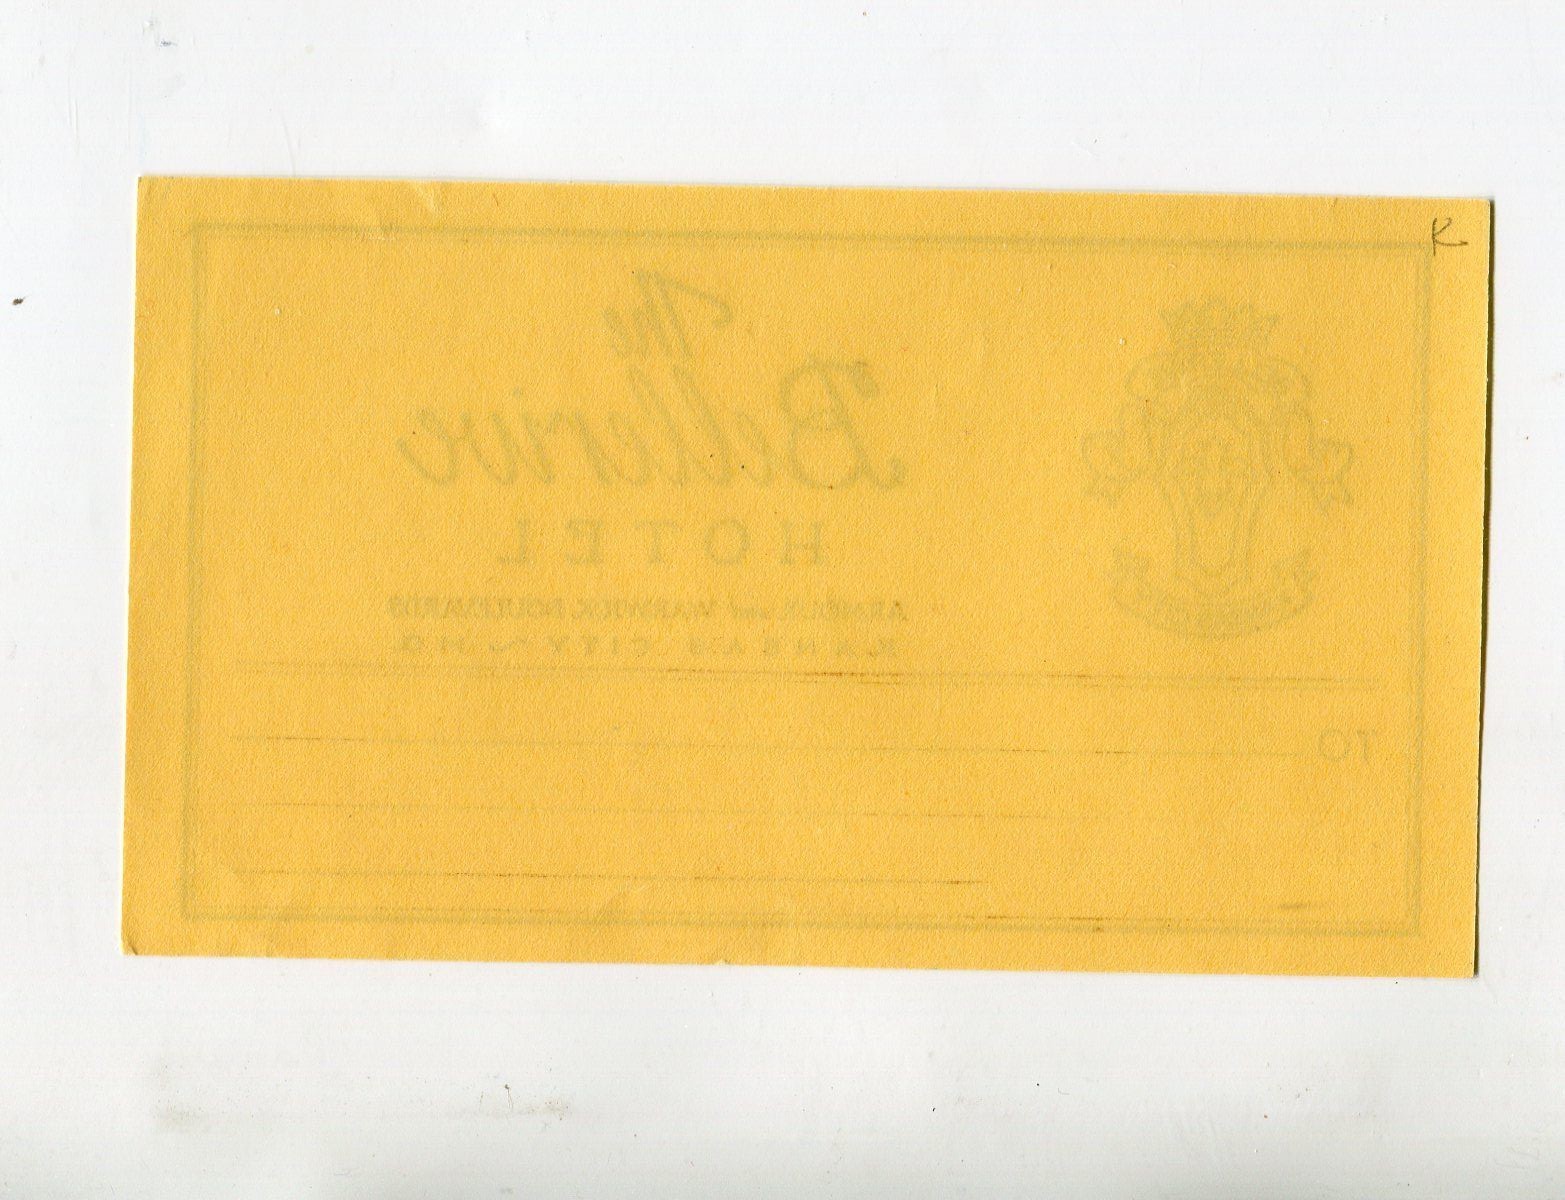 K
The
Bellerive
HOTEL
ARMOUR and WARWICK BOULEVARDS
KANSAS CITY ~ MO.
TO